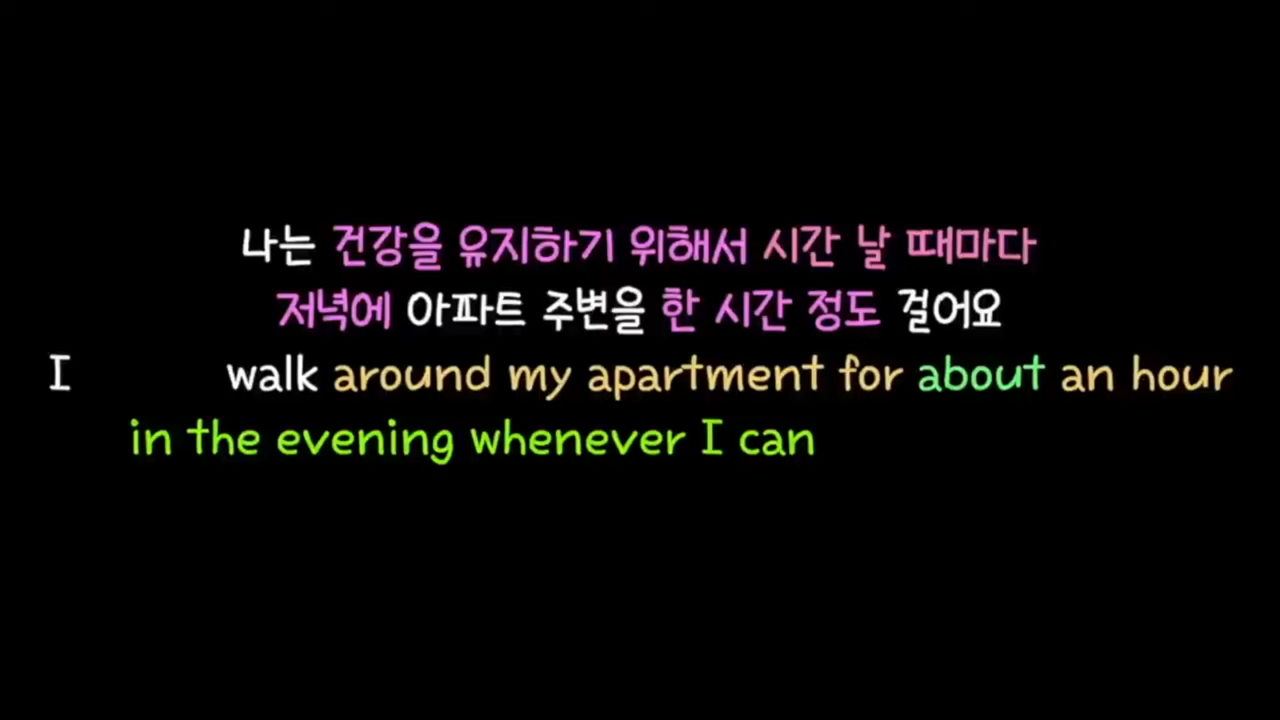 나는 건강을 유지하기 위해서 시간 날 때마다
저녁에 아파트 주변을 한 시간 정도 걸어요
I walk around my apartment for about an hour
in the evening whenever I can